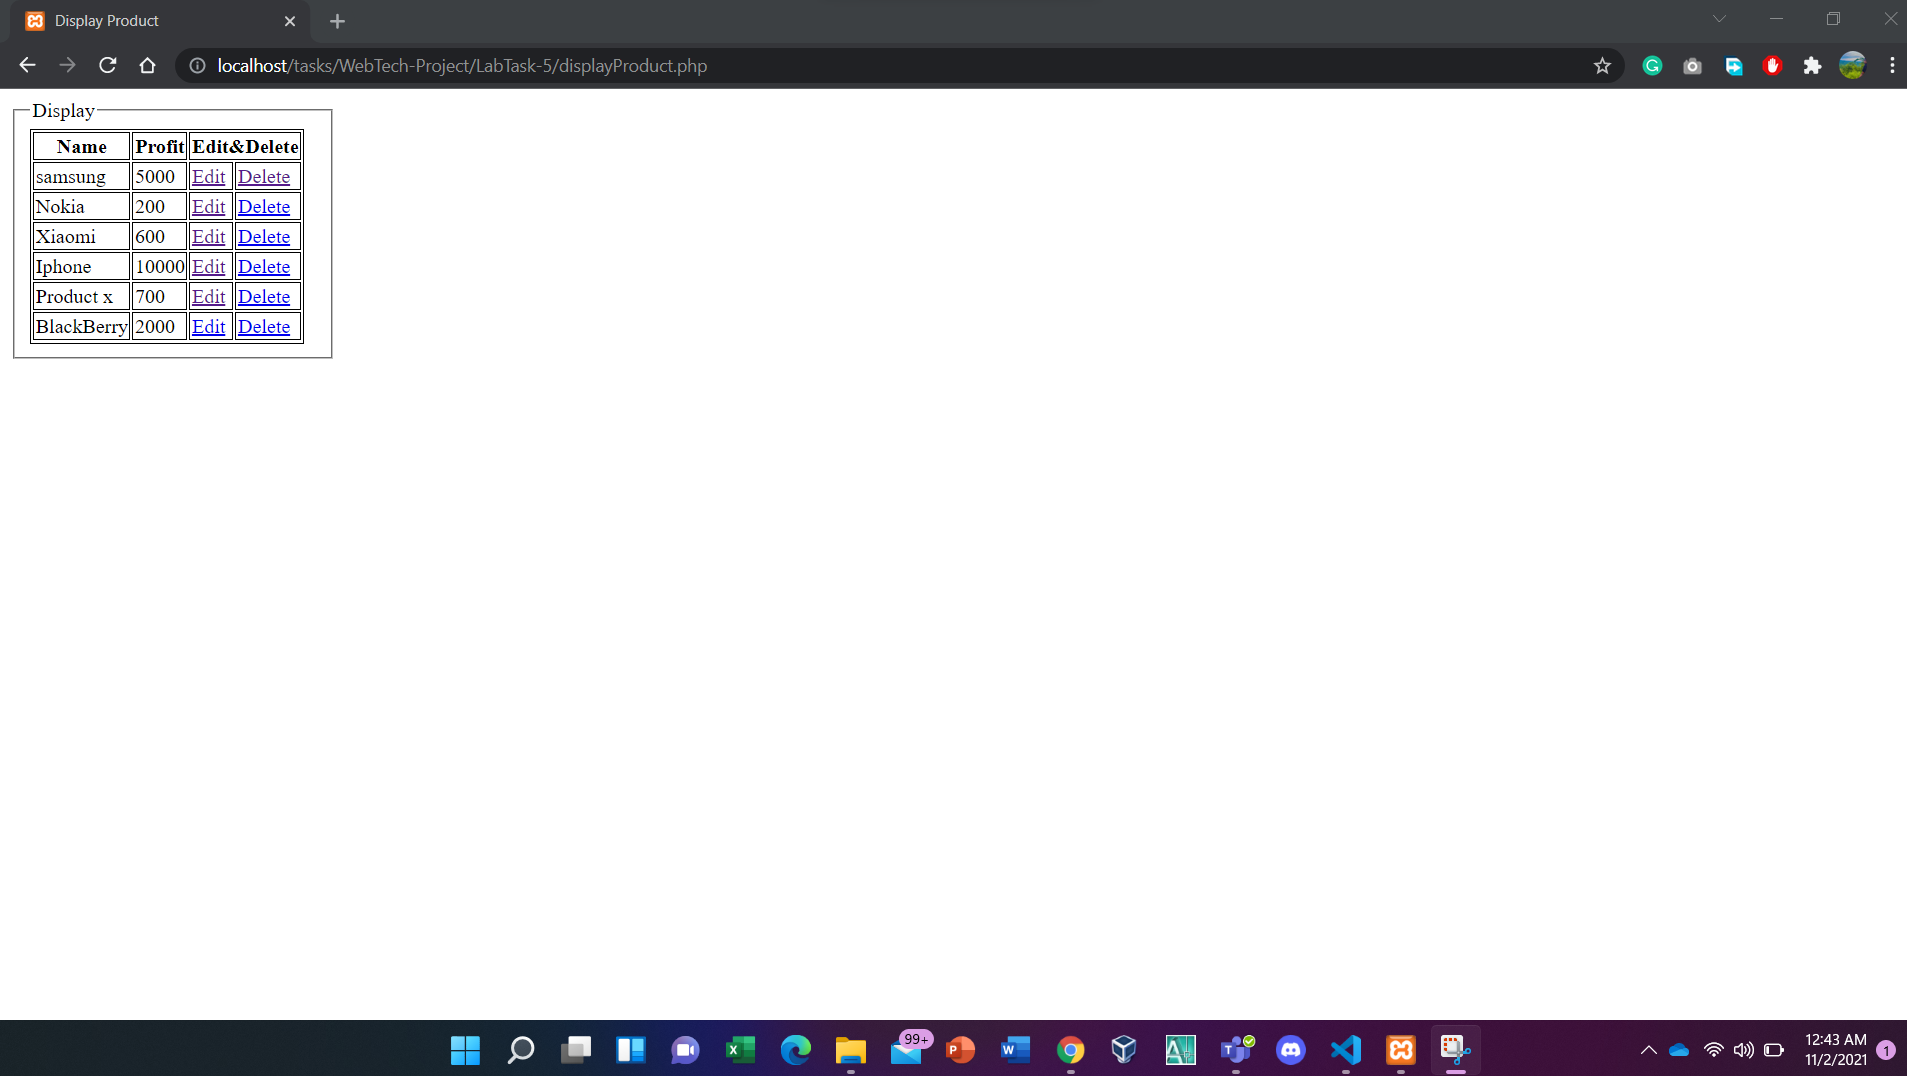 Display Product
localhost/tasks/WebTech-Project/LabTask-5/displayProduct.php
Display
Name Profit Edit&Delete
samsung 5000 Edit Delete
Nokia 200 Edit Delete
Xiaomi 600 Edit Delete
Iphone 10000 Edit Delete
Product x 700 Edit Delete
BlackBerry 2000 Edit Delete
99+
12:43 AM
11/2/2021
1